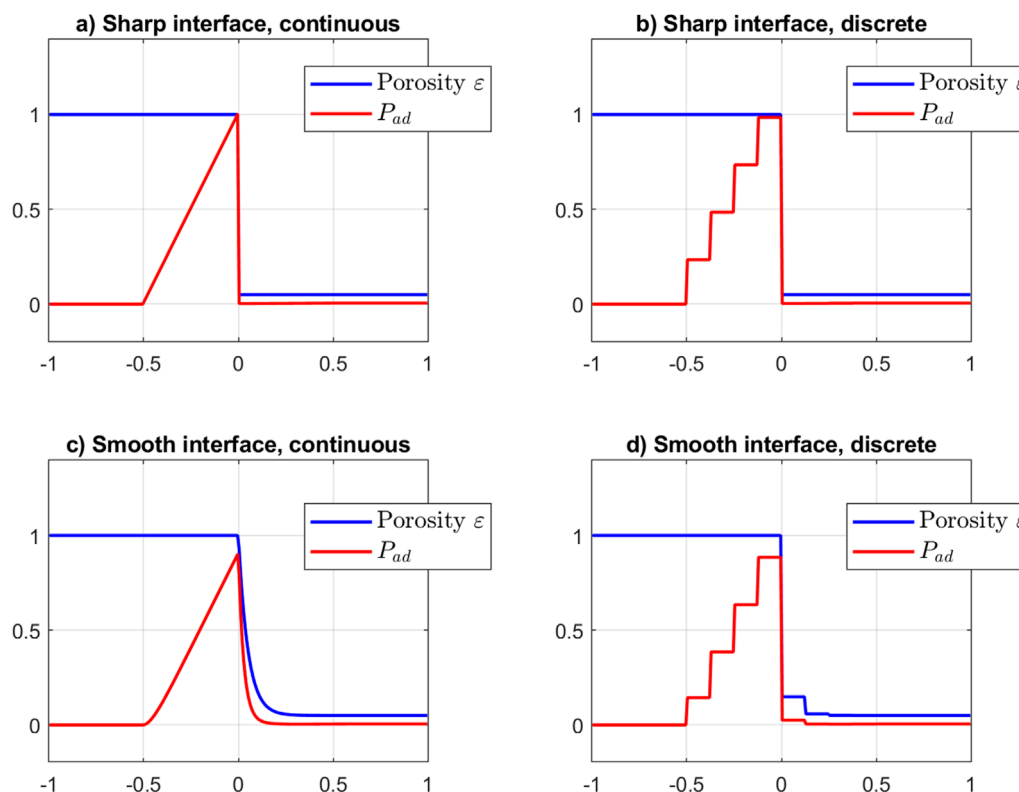 a) Sharp interface, continuous
Porosity ε
P_ad
1
0.5
0
-1 -0.5 0 0.5 1
b) Sharp interface, discrete
Porosity ε
P_ad
1
0.5
0
-1 -0.5 0 0.5 1
c) Smooth interface, continuous
Porosity ε
P_ad
1
0.5
0
-1 -0.5 0 0.5 1
d) Smooth interface, discrete
Porosity ε
P_ad
1
0.5
0
-1 -0.5 0 0.5 1